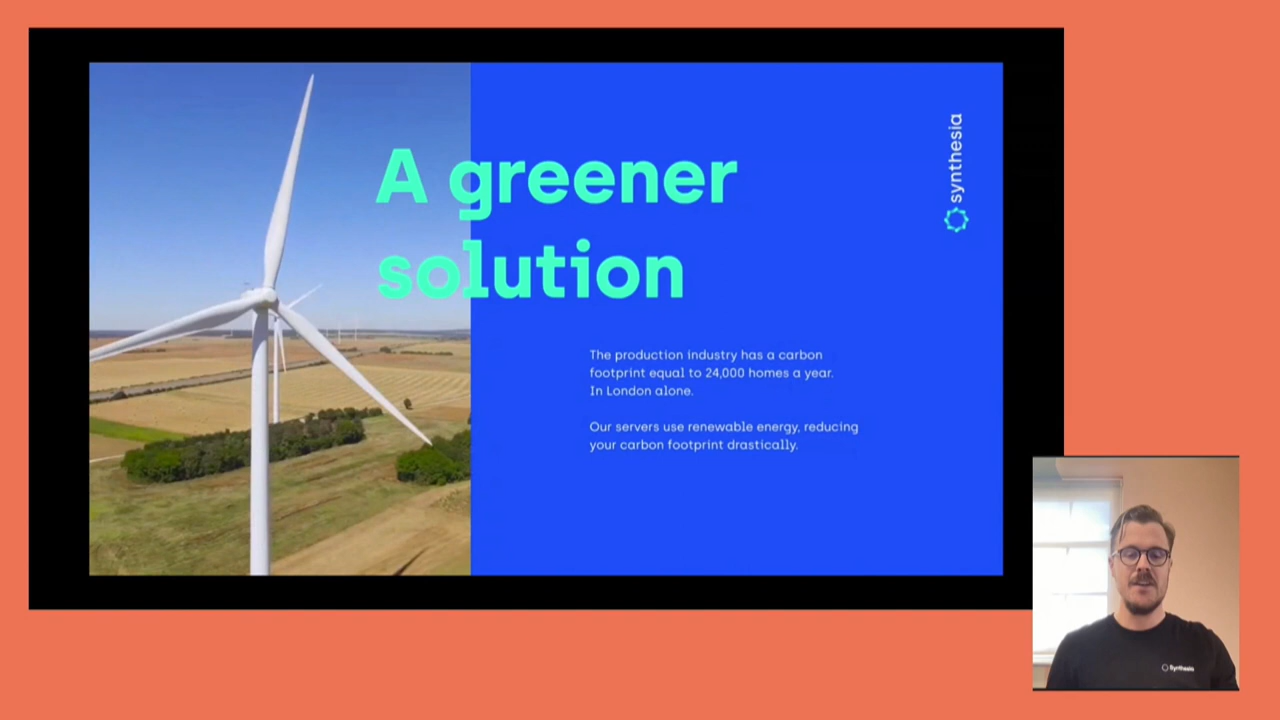 A greener
solution
synthesia
The production industry has a carbon
footprint equal to 24,000 homes a year.
In London alone.
Our servers use renewable energy, reducing
your carbon footprint drastically.
Synthesia